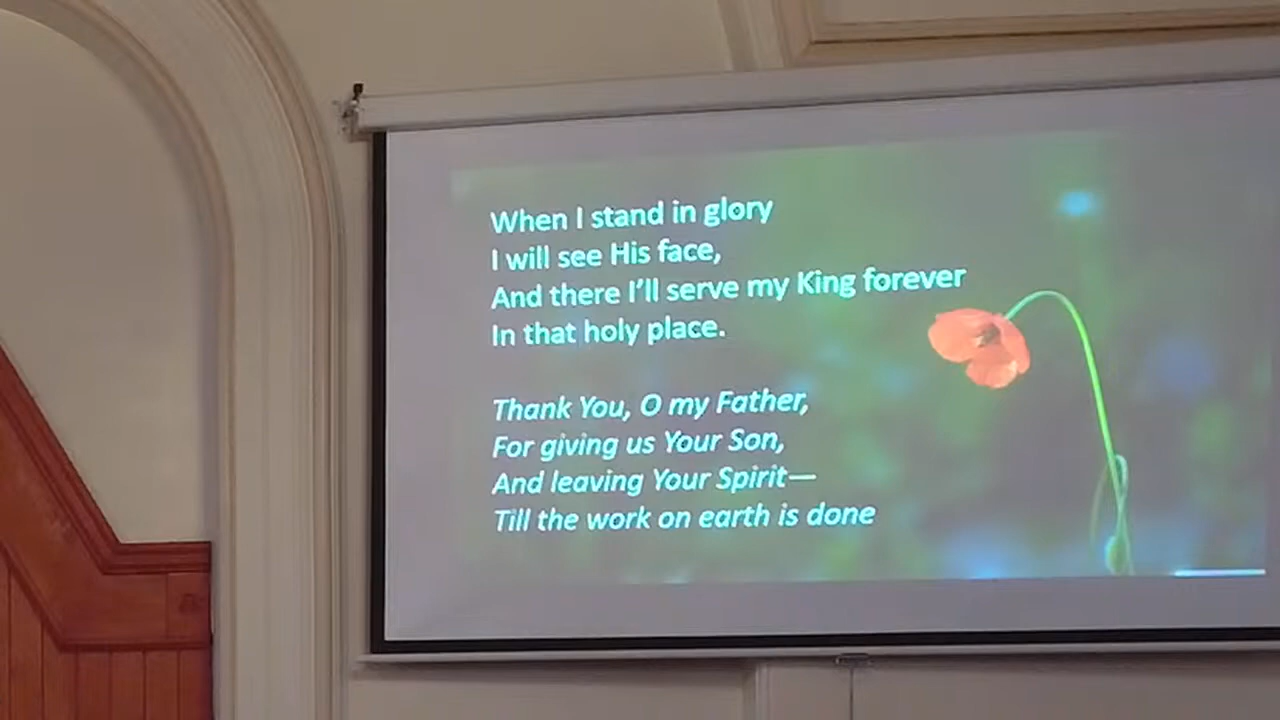 When I stand in glory
I will see His face,
And there I'll serve my King forever
In that holy place.
Thank You, O my Father,
For giving us Your Son,
And leaving Your Spirit—
Till the work on earth is done